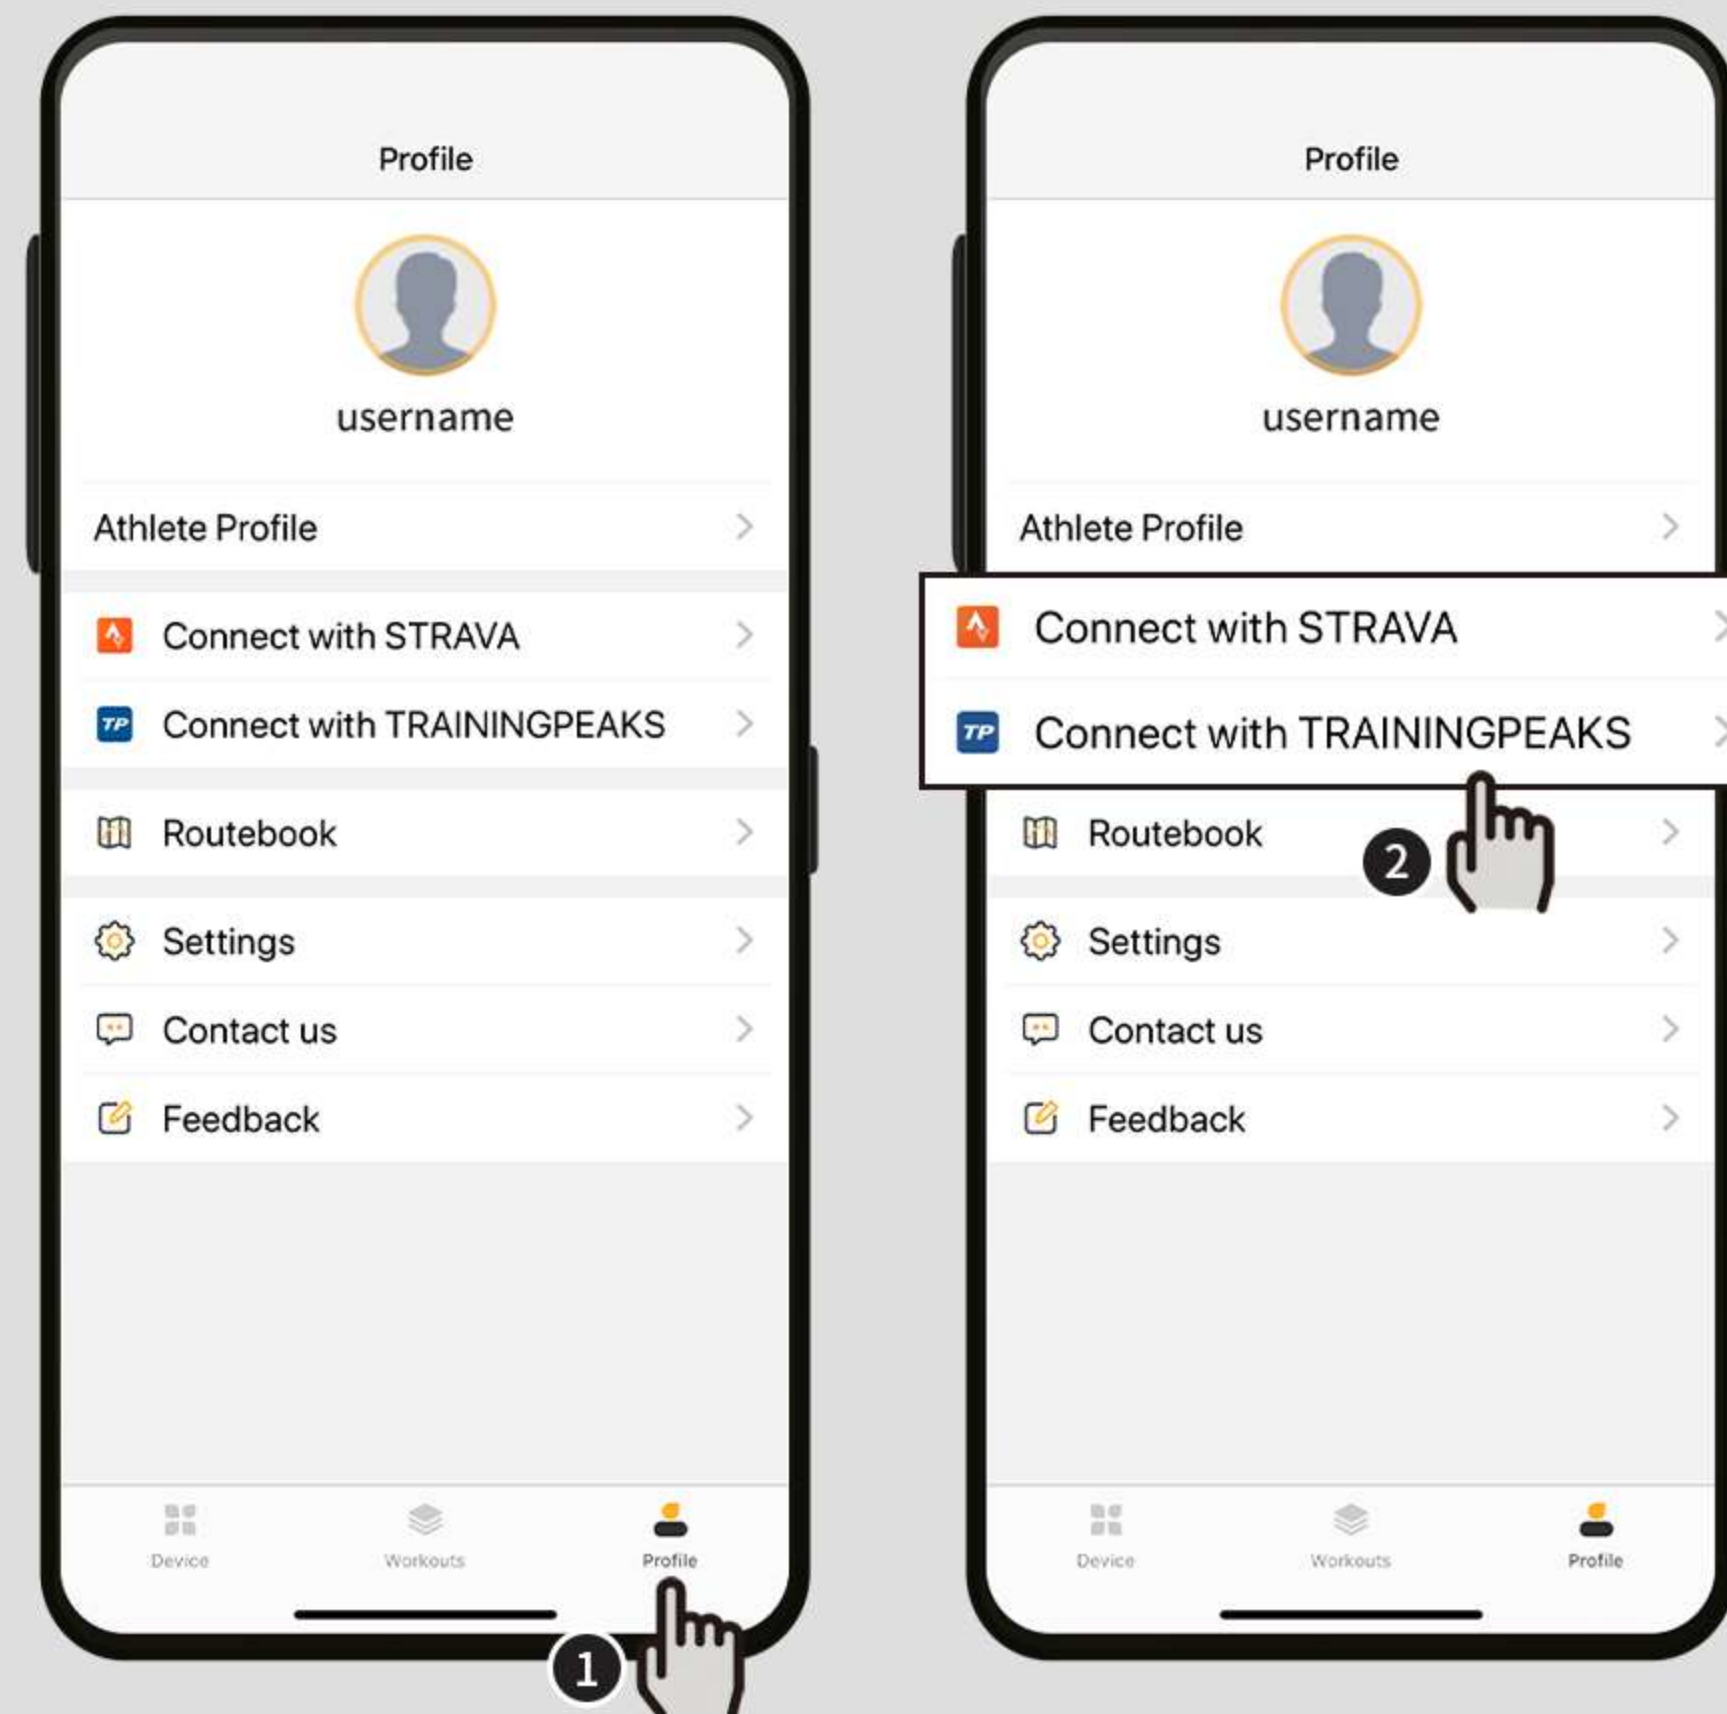 Profile
username
Athlete Profile
Connect with STRAVA
TP Connect with TRAININGPEAKS
Routebook
Settings
Contact us
Feedback
Device Workouts Profile
1
Profile
username
Athlete Profile
Connect with STRAVA
TP Connect with TRAININGPEAKS
Routebook
2
Settings
Contact us
Feedback
Device Workouts Profile